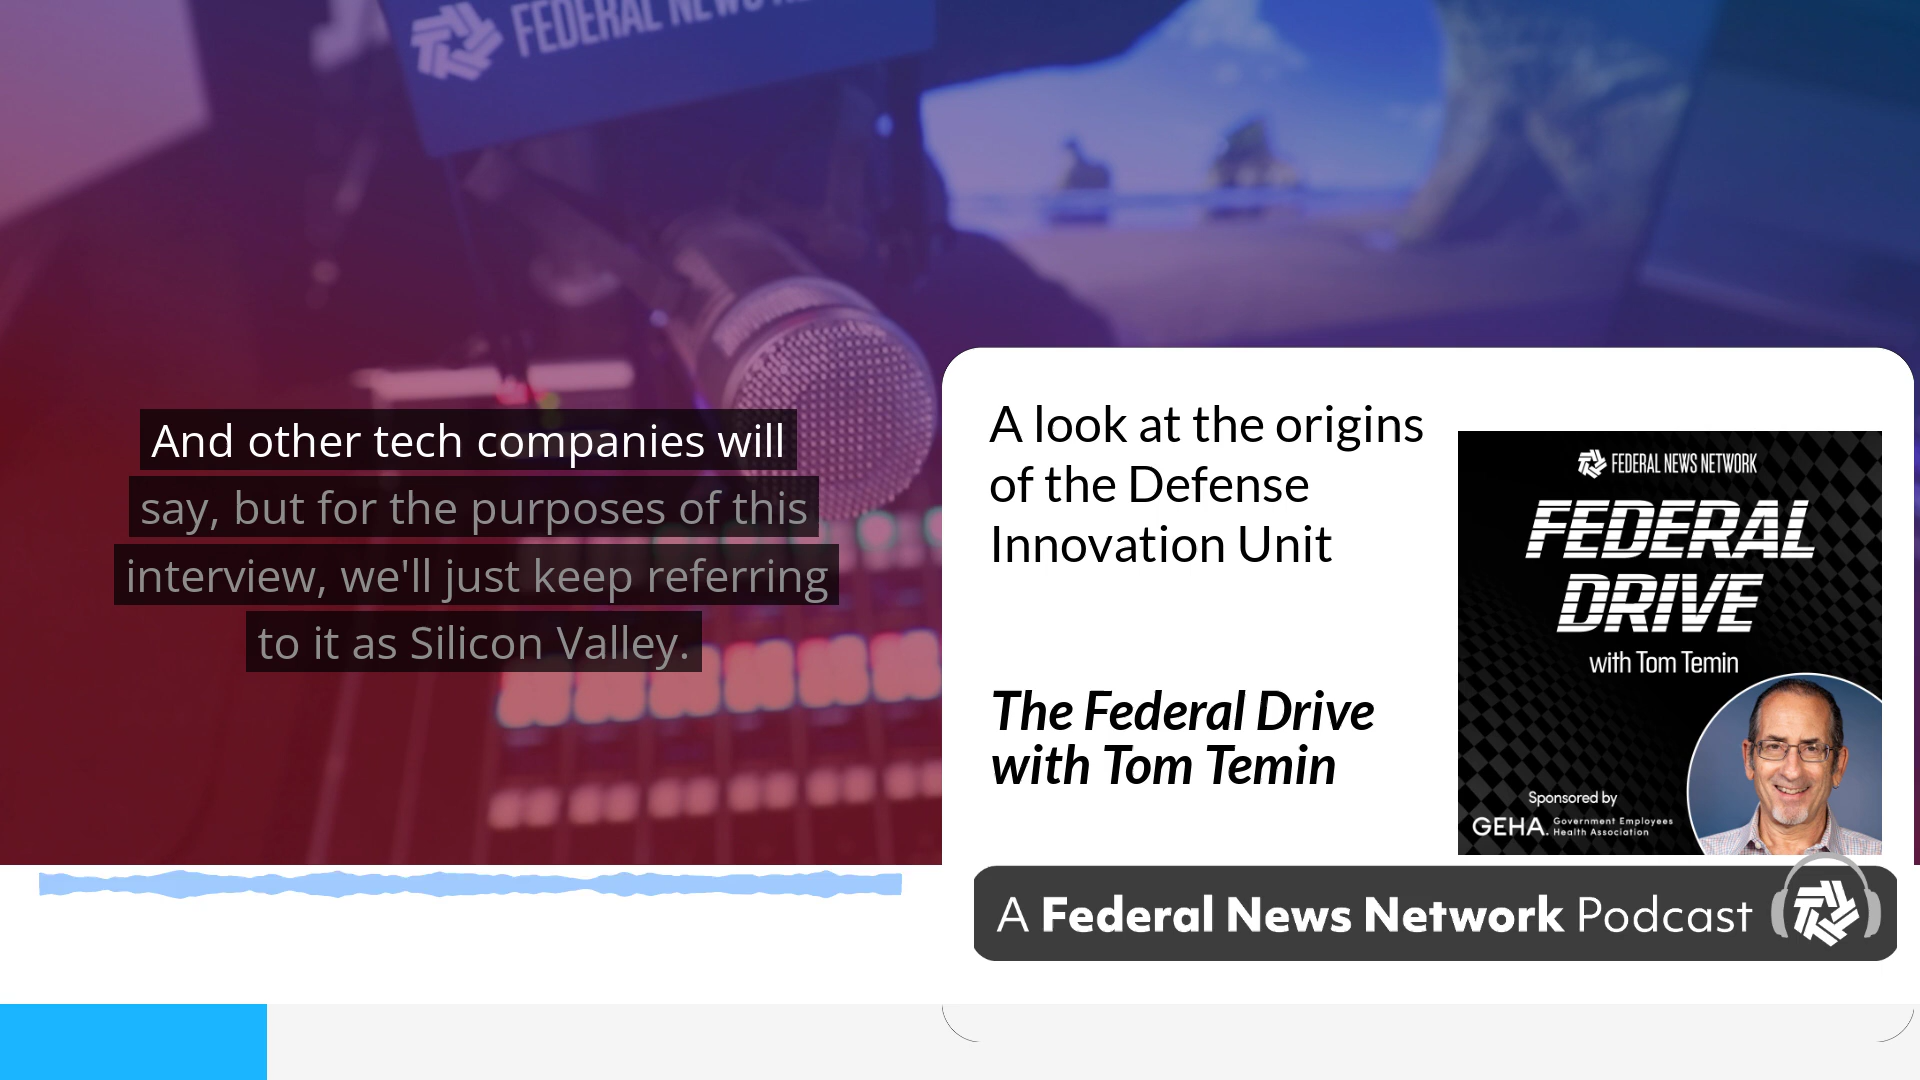 FEDERAL NEWS
And other tech companies will
say, but for the purposes of this
interview, we'll just keep referring
to it as Silicon Valley.
A look at the origins
of the Defense
Innovation Unit
The Federal Drive
with Tom Temin
FEDERAL NEWS NETWORK
FEDERAL
DRIVE
with Tom Temin
Sponsored by
GEHA. Government Employees
Health Association
A Federal News Network Podcast